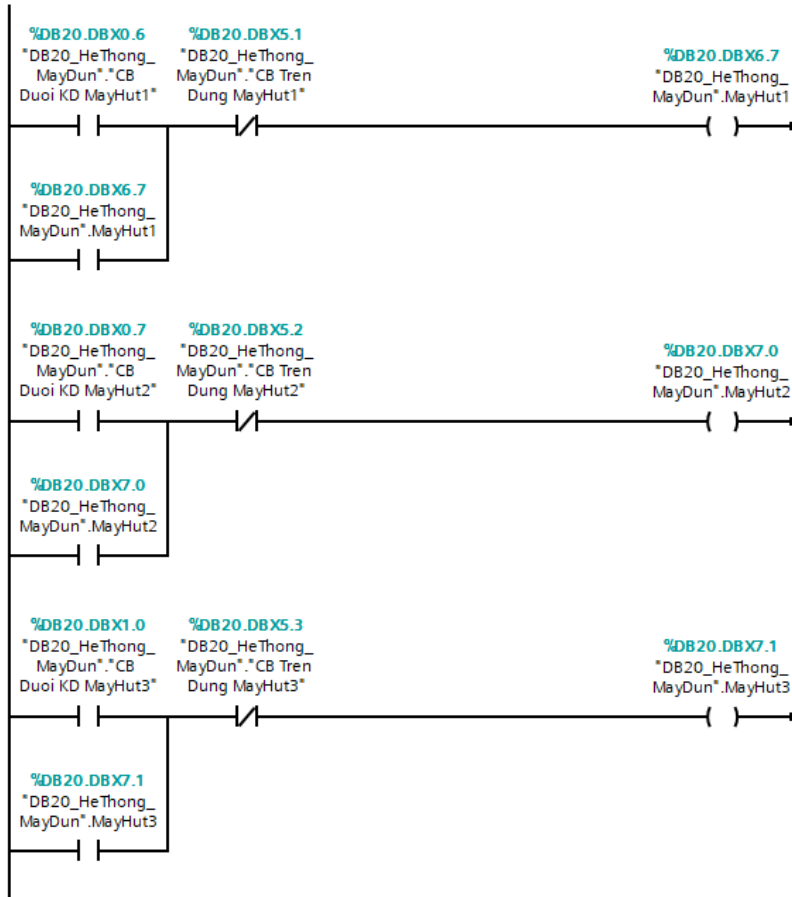 %DB20.DBX0.6
"DB20_HeThong_
MayDun"."CB
Duoi KD MayHut1"
%DB20.DBX5.1
"DB20_HeThong_
MayDun"."CB Tren
Dung MayHut1"
%DB20.DBX6.7
"DB20_HeThong_
MayDun".MayHut1
%DB20.DBX6.7
"DB20_HeThong_
MayDun".MayHut1
%DB20.DBX0.7
"DB20_HeThong_
MayDun"."CB
Duoi KD MayHut2"
%DB20.DBX5.2
"DB20_HeThong_
MayDun"."CB Tren
Dung MayHut2"
%DB20.DBX7.0
"DB20_HeThong_
MayDun".MayHut2
%DB20.DBX7.0
"DB20_HeThong_
MayDun".MayHut2
%DB20.DBX1.0
"DB20_HeThong_
MayDun"."CB
Duoi KD MayHut3"
%DB20.DBX5.3
"DB20_HeThong_
MayDun"."CB Tren
Dung MayHut3"
%DB20.DBX7.1
"DB20_HeThong_
MayDun".MayHut3
%DB20.DBX7.1
"DB20_HeThong_
MayDun".MayHut3